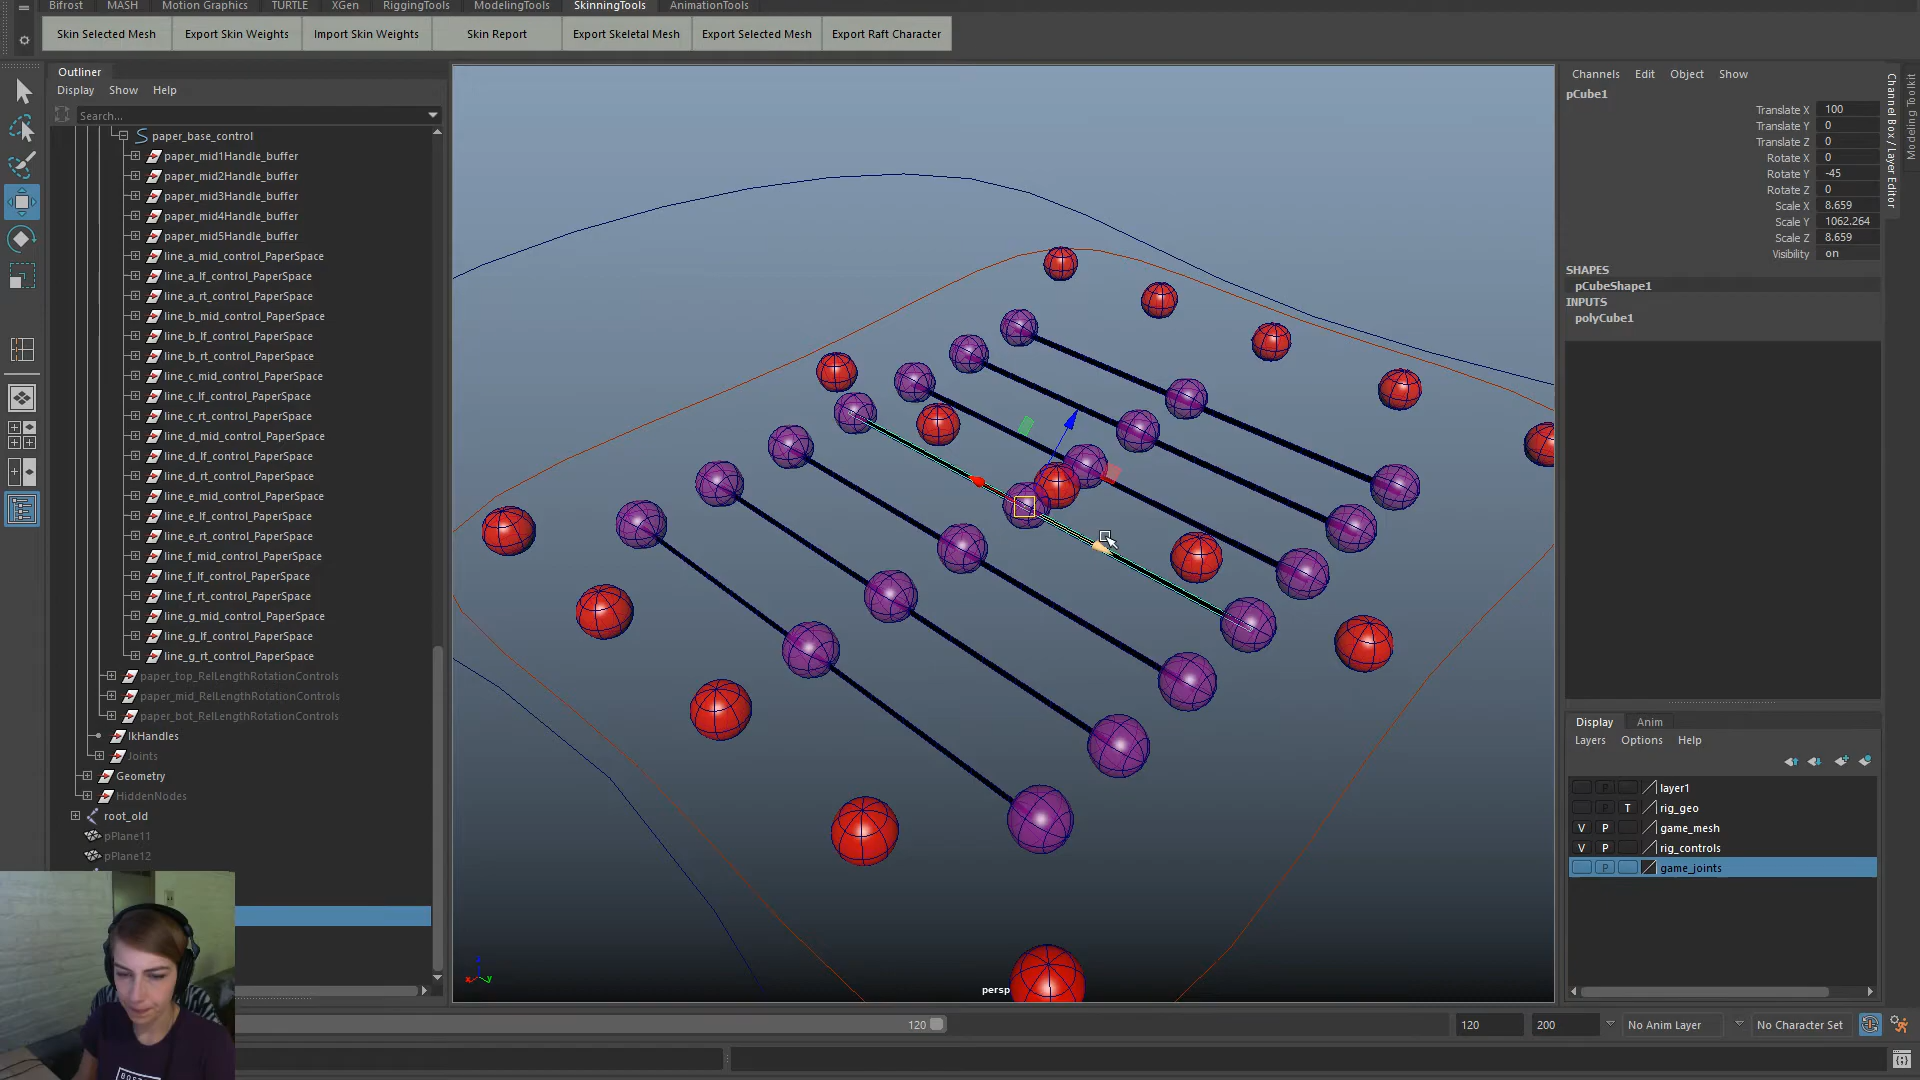 Bifrost MASH Motion Graphics TURTLE XGen RiggingTools ModelingTools SkinningTools AnimationTools
Skin Selected Mesh Export Skin Weights Import Skin Weights Skin Report Export Skeletal Mesh Export Selected Mesh Export Raft Character
Outliner
Display Show Help
Search...
paper_base_control
paper_mid1Handle_buffer
paper_mid2Handle_buffer
paper_mid3Handle_buffer
paper_mid4Handle_buffer
paper_mid5Handle_buffer
line_a_mid_control_PaperSpace
line_a_lf_control_PaperSpace
line_a_rt_control_PaperSpace
line_b_mid_control_PaperSpace
line_b_lf_control_PaperSpace
line_b_rt_control_PaperSpace
line_c_mid_control_PaperSpace
line_c_lf_control_PaperSpace
line_c_rt_control_PaperSpace
line_d_mid_control_PaperSpace
line_d_lf_control_PaperSpace
line_d_rt_control_PaperSpace
line_e_mid_control_PaperSpace
line_e_lf_control_PaperSpace
line_e_rt_control_PaperSpace
line_f_mid_control_PaperSpace
line_f_lf_control_PaperSpace
line_f_rt_control_PaperSpace
line_g_mid_control_PaperSpace
line_g_lf_control_PaperSpace
line_g_rt_control_PaperSpace
paper_top_RelLengthRotationControls
paper_mid_RelLengthRotationControls
paper_bot_RelLengthRotationControls
IkHandles
Joints
Geometry
HiddenNodes
root_old
pPlane11
pPlane12
persp
Channels Edit Object Show
pCube1
Translate X 100
Translate Y 0
Translate Z 0
Rotate X 0
Rotate Y -45
Rotate Z 0
Scale X 8.659
Scale Y 1062.264
Scale Z 8.659
Visibility on
SHAPES
pCubeShape1
INPUTS
polyCube1
Channel Box / Layer Editor
Modeling Toolkit
Display Anim
Layers Options Help
P layer1
P T rig_geo
V P game_mesh
V P rig_controls
P game_joints
120 120 200 No Anim Layer No Character Set